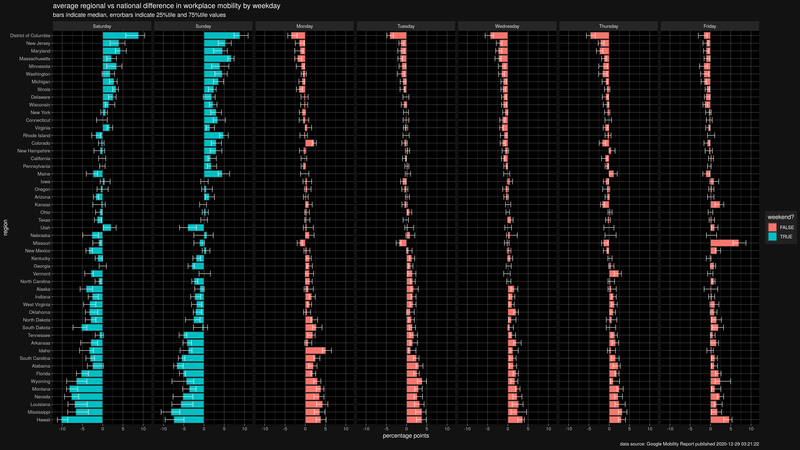 average regional vs national difference in workplace mobility by weekday
bars indicate median, errorbars indicate 25%tile and 75%tile values
Saturday Sunday Monday Tuesday Wednesday Thursday Friday
District of Columbia
New Jersey
Maryland
Massachusetts
Minnesota
Washington
Michigan
Illinois
Delaware
Wisconsin
New York
Connecticut
Virginia
Rhode Island
Colorado
New Hampshire
California
Pennsylvania
Maine
Iowa
Oregon
Arizona
Kansas
Ohio
Texas
Utah
Nebraska
Missouri
New Mexico
Kentucky
Georgia
Vermont
North Carolina
Alaska
Indiana
West Virginia
Oklahoma
North Dakota
South Dakota
Tennessee
Arkansas
Idaho
South Carolina
Alabama
Florida
Wyoming
Montana
Nevada
Louisiana
Mississippi
Hawaii
region
weekend?
FALSE
TRUE
-10 -5 0 5 10 -10 -5 0 5 10 -10 -5 0 5 10 -10 -5 0 5 10 -10 -5 0 5 10 -10 -5 0 5 10 -10 -5 0 5 10
percentage points
data source: Google Mobility Report published 2020-12-29 03:21:22